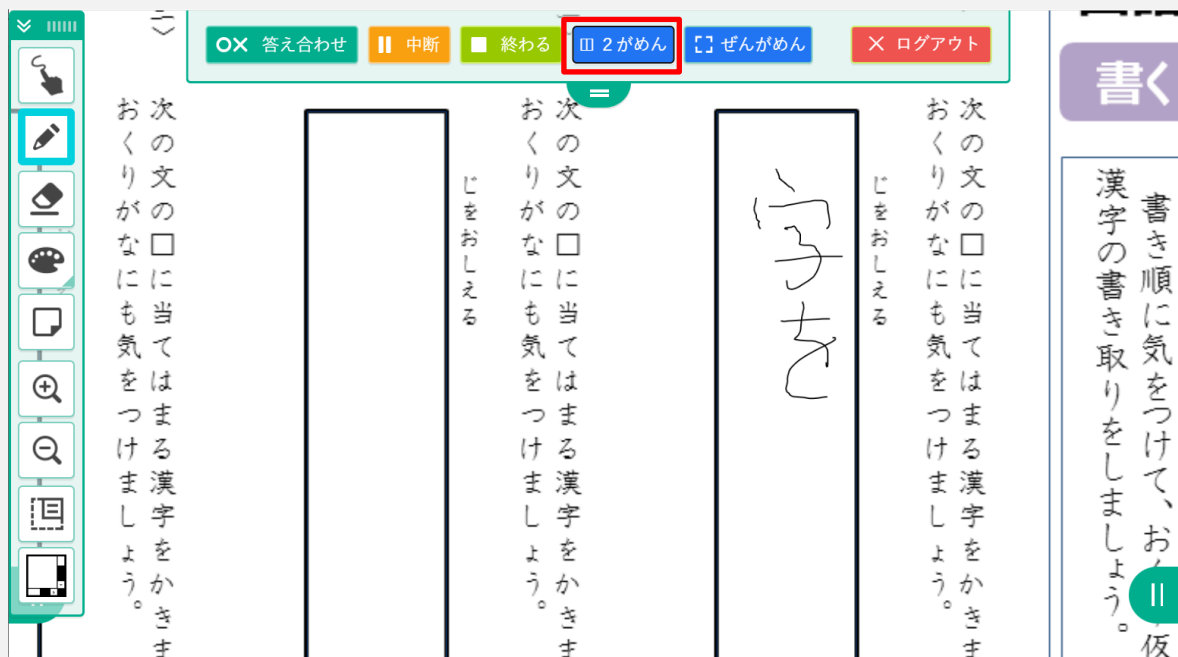 OX 答え合わせ
中断
終わる
2がめん
ぜんがめん
ログアウト
書く
書き順に気をつけて、お
仮
漢字の書き取りをしましょう。
次の文の□に当てはまる漢字をかきま
おくりがなにも気をつけましょう。
じをおしえる
字を
次の文の□に当てはまる漢字をかきま
おくりがなにも気をつけましょう。
じをおしえる
次の文の□に当てはまる漢字をかきま
おくりがなにも気をつけましょう。